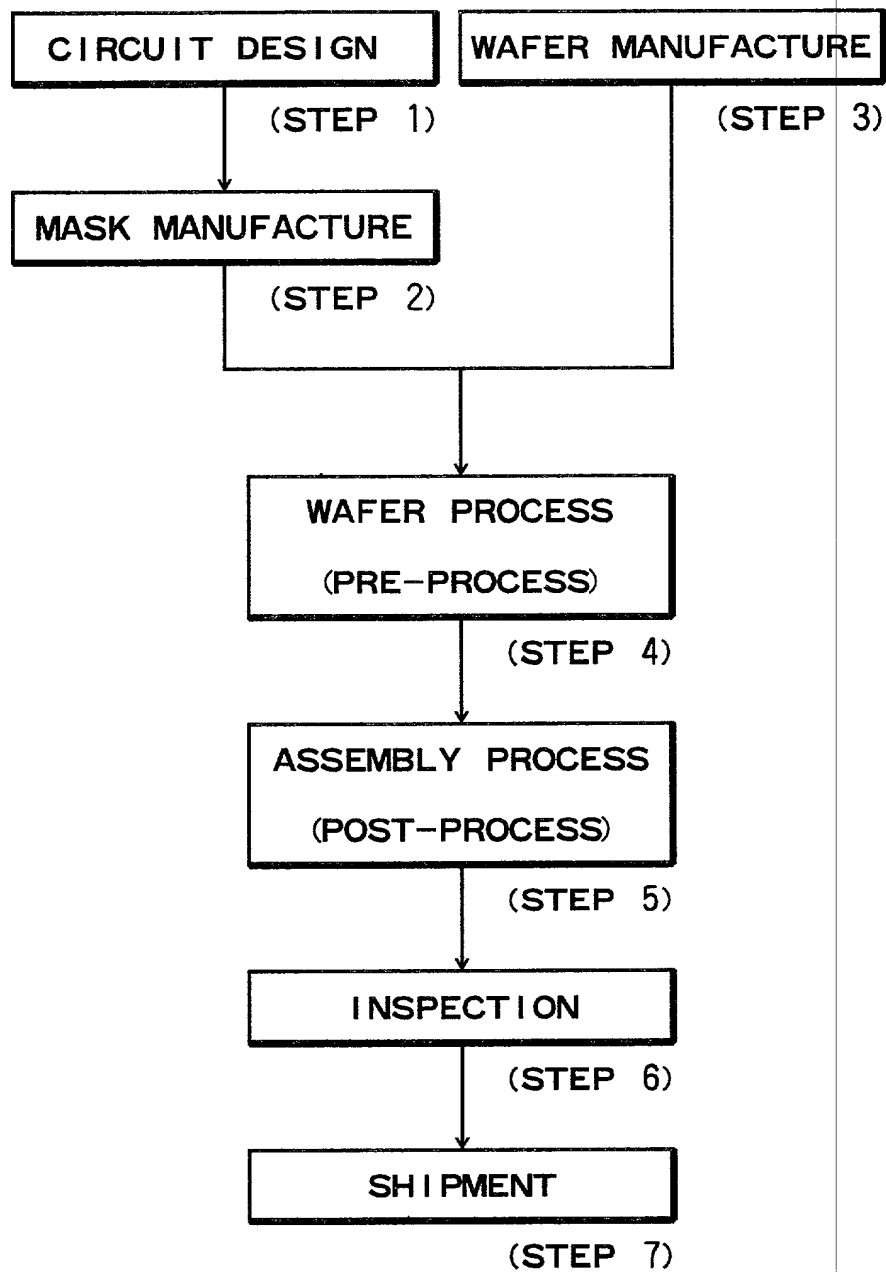 CIRCUIT DESIGN
(STEP 1)
MASK MANUFACTURE
(STEP 2)
WAFER MANUFACTURE
(STEP 3)
WAFER PROCESS
(PRE-PROCESS)
(STEP 4)
ASSEMBLY PROCESS
(POST-PROCESS)
(STEP 5)
INSPECTION
(STEP 6)
SHIPMENT
(STEP 7)